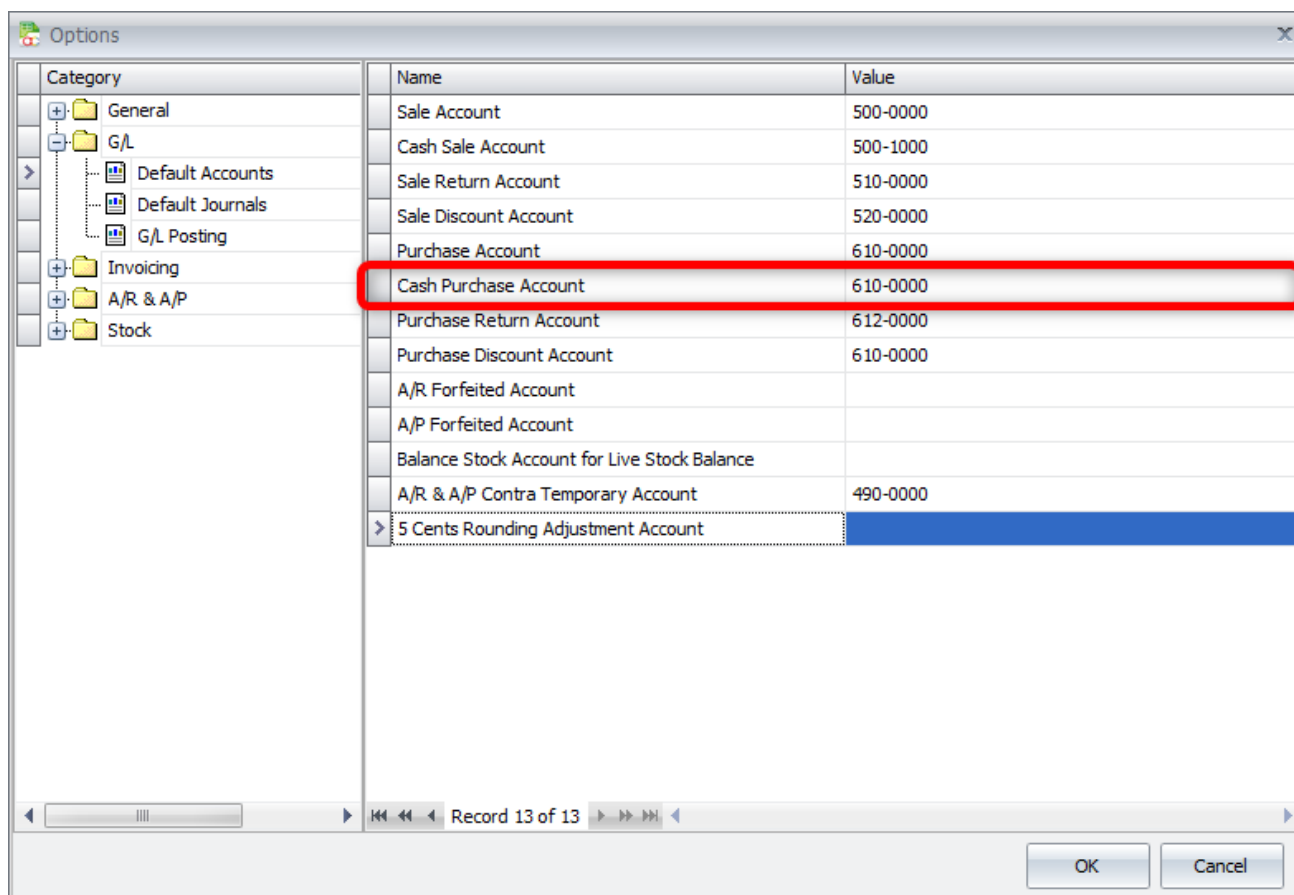 Options
Category
General
G/L
Default Accounts
Default Journals
G/L Posting
Invoicing
A/R & A/P
Stock
Name Value
Sale Account 500-0000
Cash Sale Account 500-1000
Sale Return Account 510-0000
Sale Discount Account 520-0000
Purchase Account 610-0000
Cash Purchase Account 610-0000
Purchase Return Account 612-0000
Purchase Discount Account 610-0000
A/R Forfeited Account
A/P Forfeited Account
Balance Stock Account for Live Stock Balance
A/R & A/P Contra Temporary Account 490-0000
5 Cents Rounding Adjustment Account
Record 13 of 13
OK Cancel